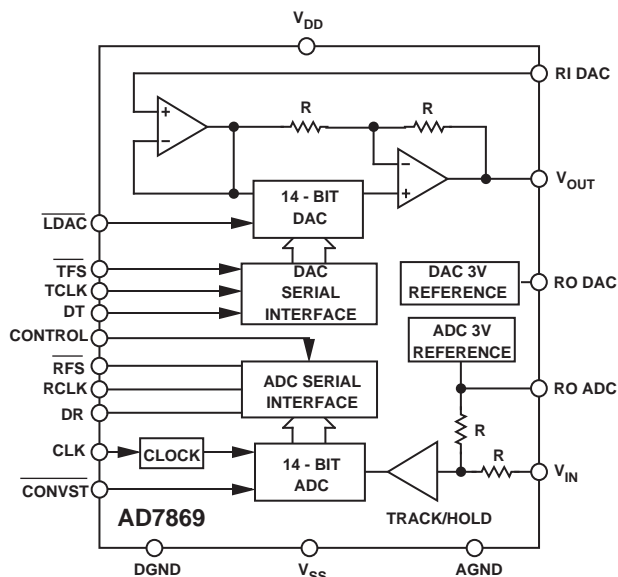 VDD
RI DAC
R
R
+
–
–
+
VOUT
14 - BIT
DAC
LDAC
TFS
TCLK
DT
DAC
SERIAL
INTERFACE
DAC 3V
REFERENCE
RO DAC
CONTROL
ADC 3V
REFERENCE
RFS
RCLK
DR
ADC SERIAL
INTERFACE
RO ADC
R
CLK
CLOCK
14 - BIT
ADC
R
VIN
CONVST
TRACK/HOLD
AD7869
DGND
VSS
AGND